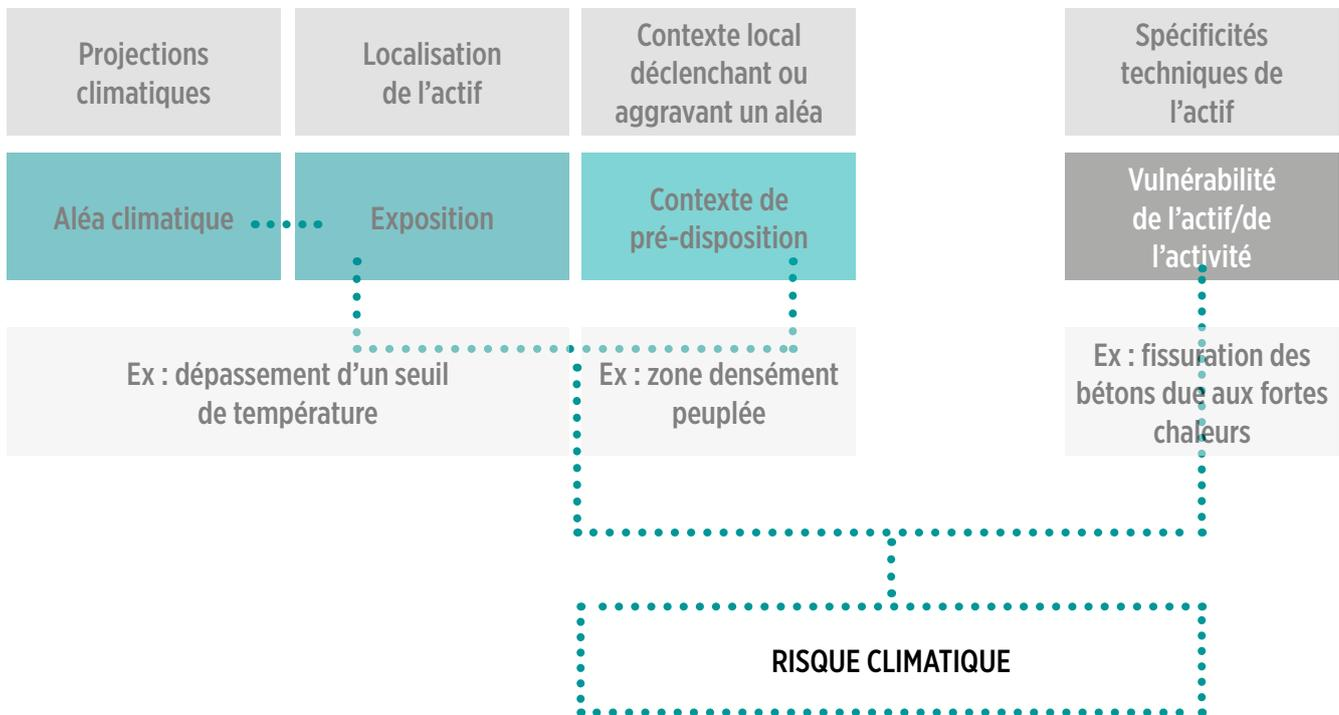 Projections
climatiques
Localisation
de l’actif
Contexte local
déclenchant ou
aggravant un aléa
Spécificités
techniques de
l’actif
Aléa climatique
Exposition
Contexte de
pré-disposition
Vulnérabilité
de l’actif/de
l’activité
Ex : dépassement d’un seuil
de température
Ex : zone densément
peuplée
Ex : fissuration des
bétons due aux fortes
chaleurs
RISQUE CLIMATIQUE